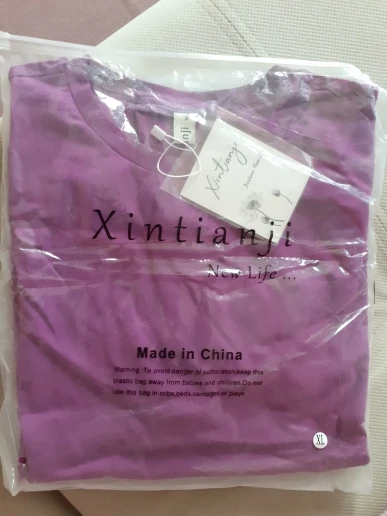 Xintianji
Xintianji
New Life ...
Made in China
Warning: To avoid danger of suffocation,keep this
plastic bag away from babies and children.Do not
use this bag in cribs,beds,carriages,or plays
XL